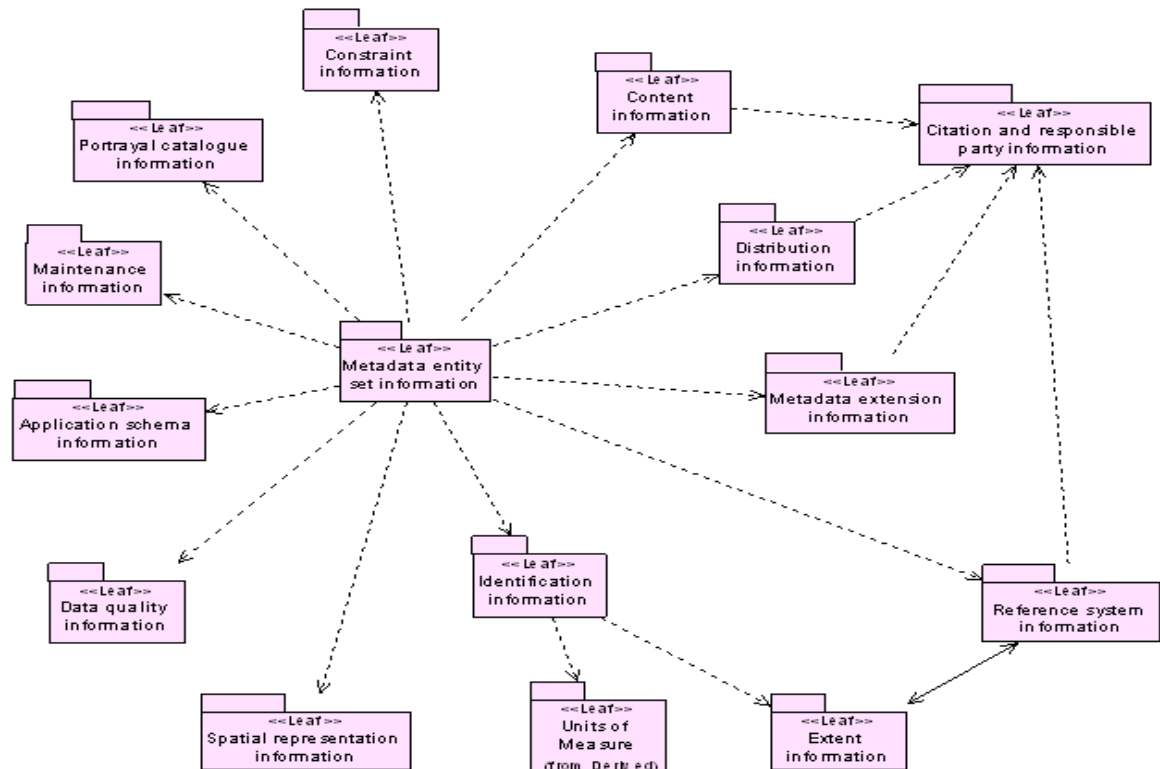 <<Leaf>>
Constraint
information
<<Leaf>>
Content
information
<<Leaf>>
Citation and responsible
party information
<<Leaf>>
Portrayal catalogue
information
<<Leaf>>
Distribution
information
<<Leaf>>
Maintenance
information
<<Leaf>>
Metadata entity
set information
<<Leaf>>
Metadata extension
information
<<Leaf>>
Application schema
information
<<Leaf>>
Identification
information
<<Leaf>>
Data quality
information
<<Leaf>>
Reference system
information
<<Leaf>>
Spatial representation
information
<<Leaf>>
Units of
Measure
(from Derived)
<<Leaf>>
Extent
information